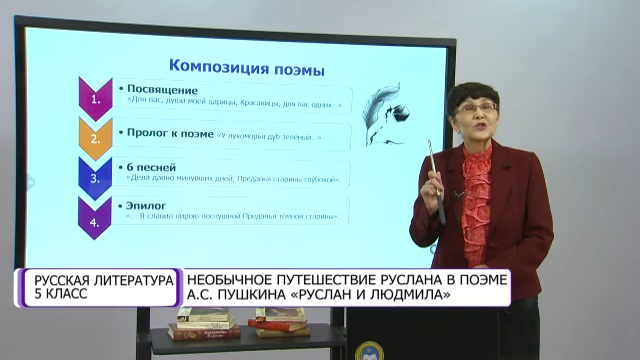 Композиция поэмы
1.
• Посвящение
«Для вас, души моей царицы, Красавицы, для вас одних...»
2.
• Пролог к поэме «У лукоморья дуб зелёный...»
3.
• 6 песней
«Дела давно минувших дней, Преданья старины глубокой».
4.
• Эпилог
«... Я славил лирою послушной Преданья тёмной старины»
РУССКАЯ ЛИТЕРАТУРА
5 КЛАСС
НЕОБЫЧНОЕ ПУТЕШЕСТВИЕ РУСЛАНА В ПОЭМЕ
А.С. ПУШКИНА «РУСЛАН И ЛЮДМИЛА»